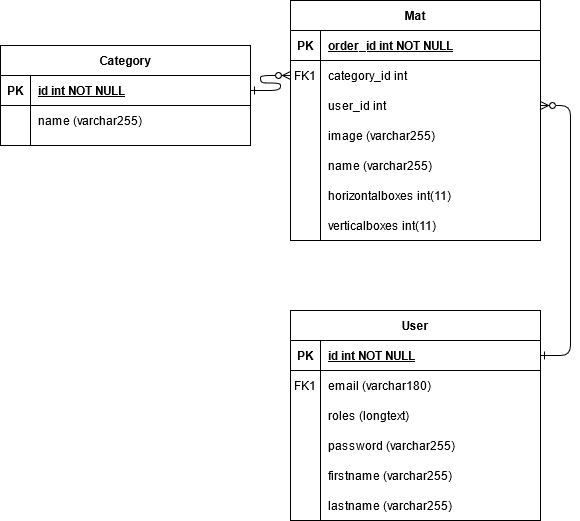 Category
PK id int NOT NULL
name (varchar255)
Mat
PK order_id int NOT NULL
FK1 category_id int
user_id int
image (varchar255)
name (varchar255)
horizontalboxes int(11)
verticalboxes int(11)
User
PK id int NOT NULL
FK1 email (varchar180)
roles (longtext)
password (varchar255)
firstname (varchar255)
lastname (varchar255)